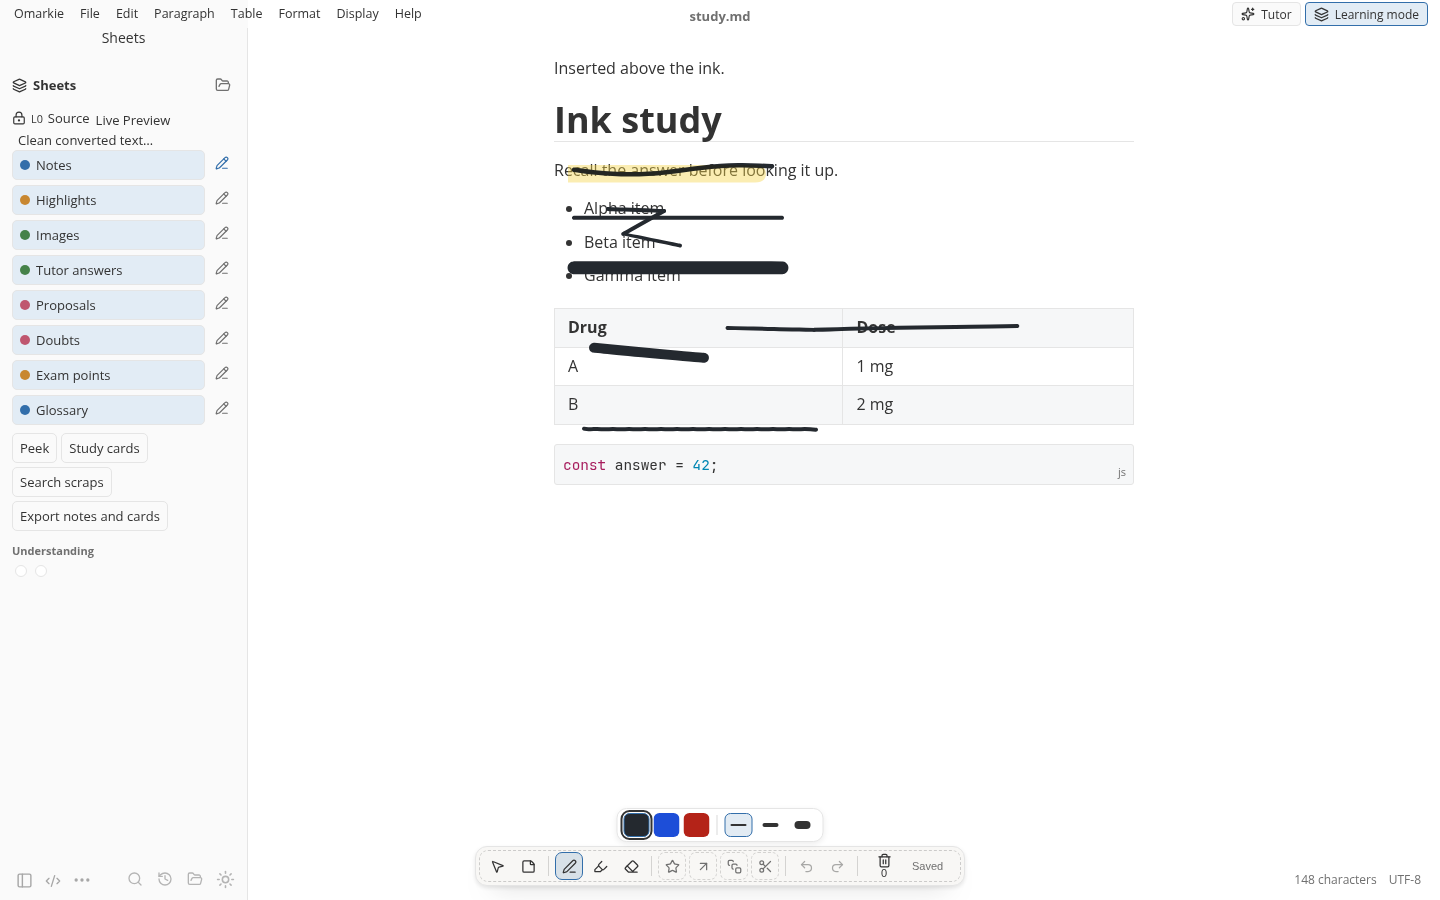 Omarkie File Edit Paragraph Table Format Display Help
study.md
Tutor
Learning mode
Sheets
Sheets
L0 Source Live Preview
Clean converted text...
Notes
Highlights
Images
Tutor answers
Proposals
Doubts
Exam points
Glossary
Peek Study cards
Search scraps
Export notes and cards
Understanding
Inserted above the ink.
Ink study
Recall the answer before looking it up.
Alpha item
Beta item
Gamma item
Drug Dose
A 1 mg
B 2 mg
const answer = 42;
js
0
Saved
148 characters UTF-8